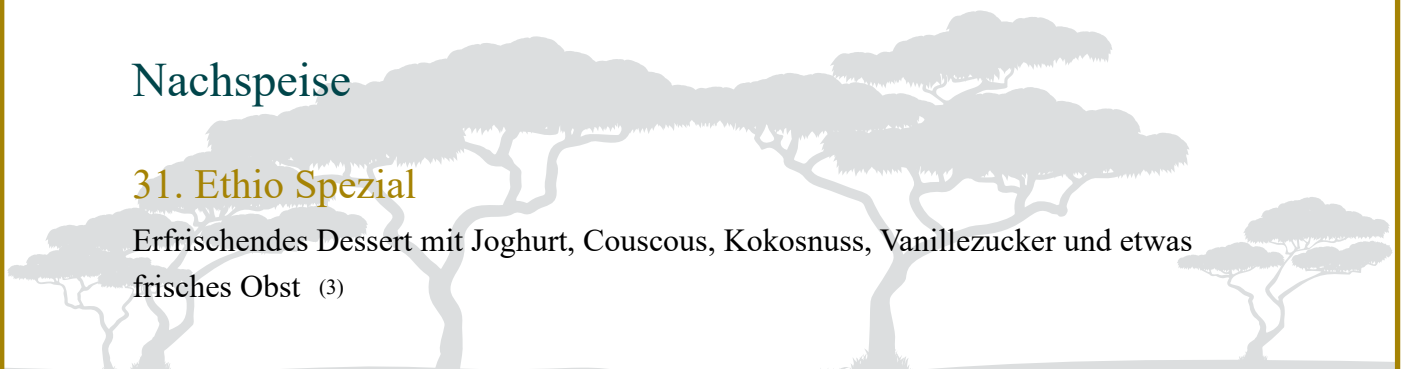 Nachspeise
31. Ethio Spezial
Erfrischendes Dessert mit Joghurt, Couscous, Kokosnuss, Vanillezucker und etwas
frisches Obst (3)